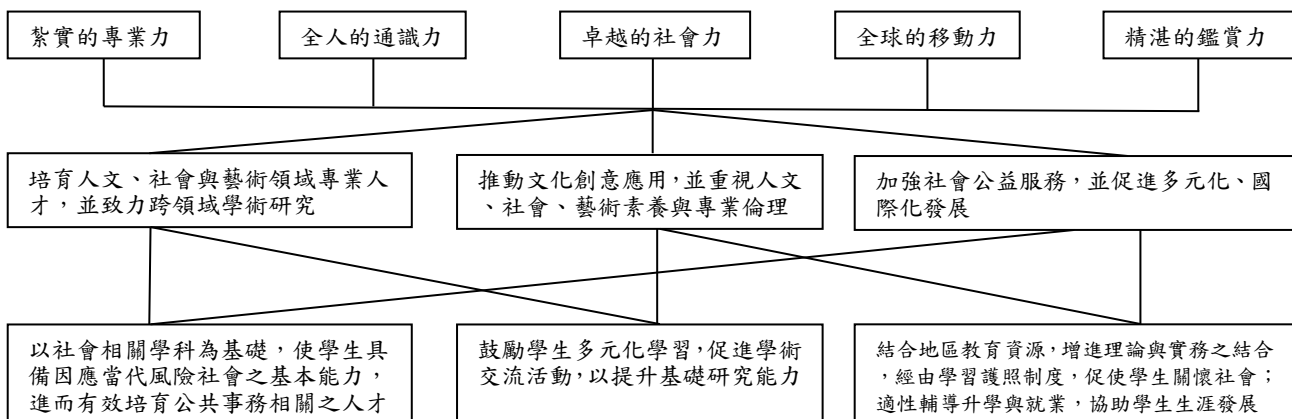 紮實的專業力
全人的通識力
卓越的社會力
全球的移動力
精湛的鑑賞力
培育人文、社會與藝術領域專業人
才，並致力跨領域學術研究
推動文化創意應用，並重視人文
、社會、藝術素養與專業倫理
加強社會公益服務，並促進多元化、國
際化發展
以社會相關學科為基礎，使學生具
備因應當代風險社會之基本能力，
進而有效培育公共事務相關之人才
鼓勵學生多元化學習，促進學術
交流活動，以提升基礎研究能力
結合地區教育資源，增進理論與實務之結合
，經由學習護照制度，促使學生關懷社會；
適性輔導升學與就業，協助學生生涯發展